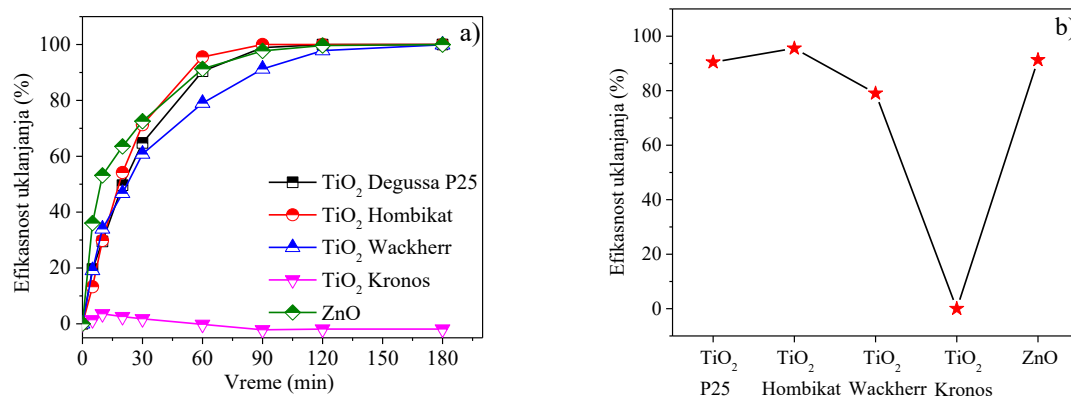 a)
Efikasnost uklanjanja (%)
100
80
60
40
20
0
TiO2 Degussa P25
TiO2 Hombikat
TiO2 Wackherr
TiO2 Kronos
ZnO
0 30 60 90 120 150 180
Vreme (min)
b)
Efikasnost uklanjanja (%)
100
80
60
40
20
0
TiO2 TiO2 TiO2 TiO2 ZnO
P25 Hombikat Wackherr Kronos